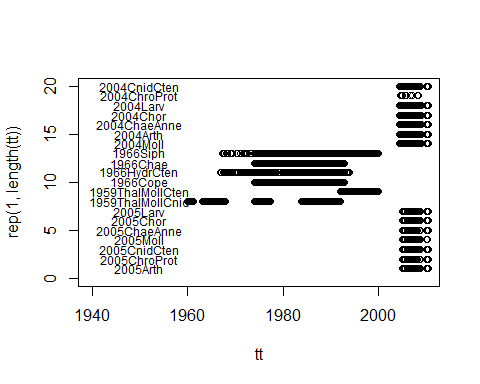 rep(1, length(tt))
20
15
10
5
0
2004CnidCten
2004ChroProt
2004Larv
2004Chor
2004ChaeAnne
2004Arth
2004Moll
1966Siph
1966Chae
1966HydrCten
1966Cope
1959ThalMollCten
1959ThalMollCnid
2005Larv
2005Chor
2005ChaeAnne
2005Moll
2005CnidCten
2005ChroProt
2005Arth
1940 1960 1980 2000
tt